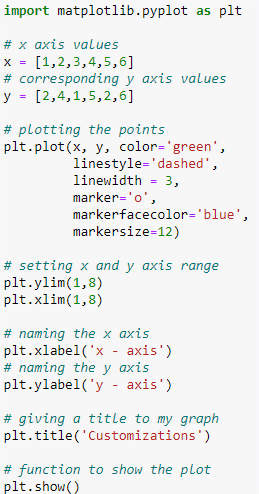 import matplotlib.pyplot as plt

# x axis values
x = [1,2,3,4,5,6]
# corresponding y axis values
y = [2,4,1,5,2,6]

# plotting the points
plt.plot(x, y, color='green',
         linestyle='dashed',
         linewidth = 3,
         marker='o',
         markerfacecolor='blue',
         markersize=12)

# setting x and y axis range
plt.ylim(1,8)
plt.xlim(1,8)

# naming the x axis
plt.xlabel('x - axis')
# naming the y axis
plt.ylabel('y - axis')

# giving a title to my graph
plt.title('Customizations')

# function to show the plot
plt.show()